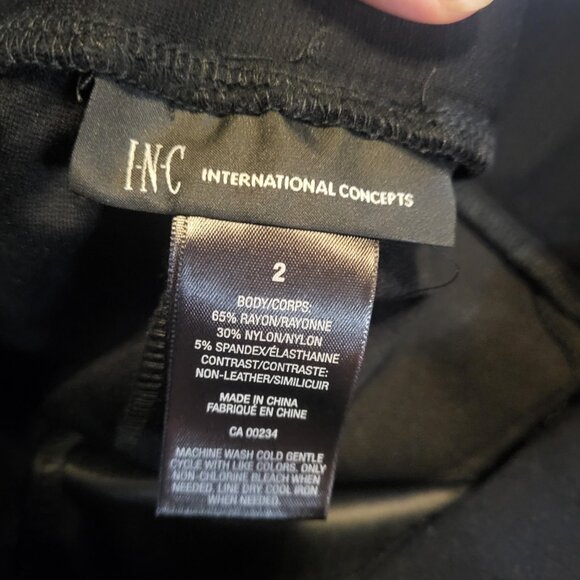 I·N·C INTERNATIONAL CONCEPTS
2
BODY/CORPS:
65% RAYON/RAYONNE
30% NYLON/NYLON
5% SPANDEX/ÉLASTHANNE
CONTRAST/CONTRASTE:
NON-LEATHER/SIMILICUIR
MADE IN CHINA
FABRIQUÉ EN CHINE
CA 00234
MACHINE WASH COLD GENTLE
CYCLE WITH LIKE COLORS. ONLY
NON-CHLORINE BLEACH WHEN
NEEDED. LINE DRY. COOL IRON
WHEN NEEDED.